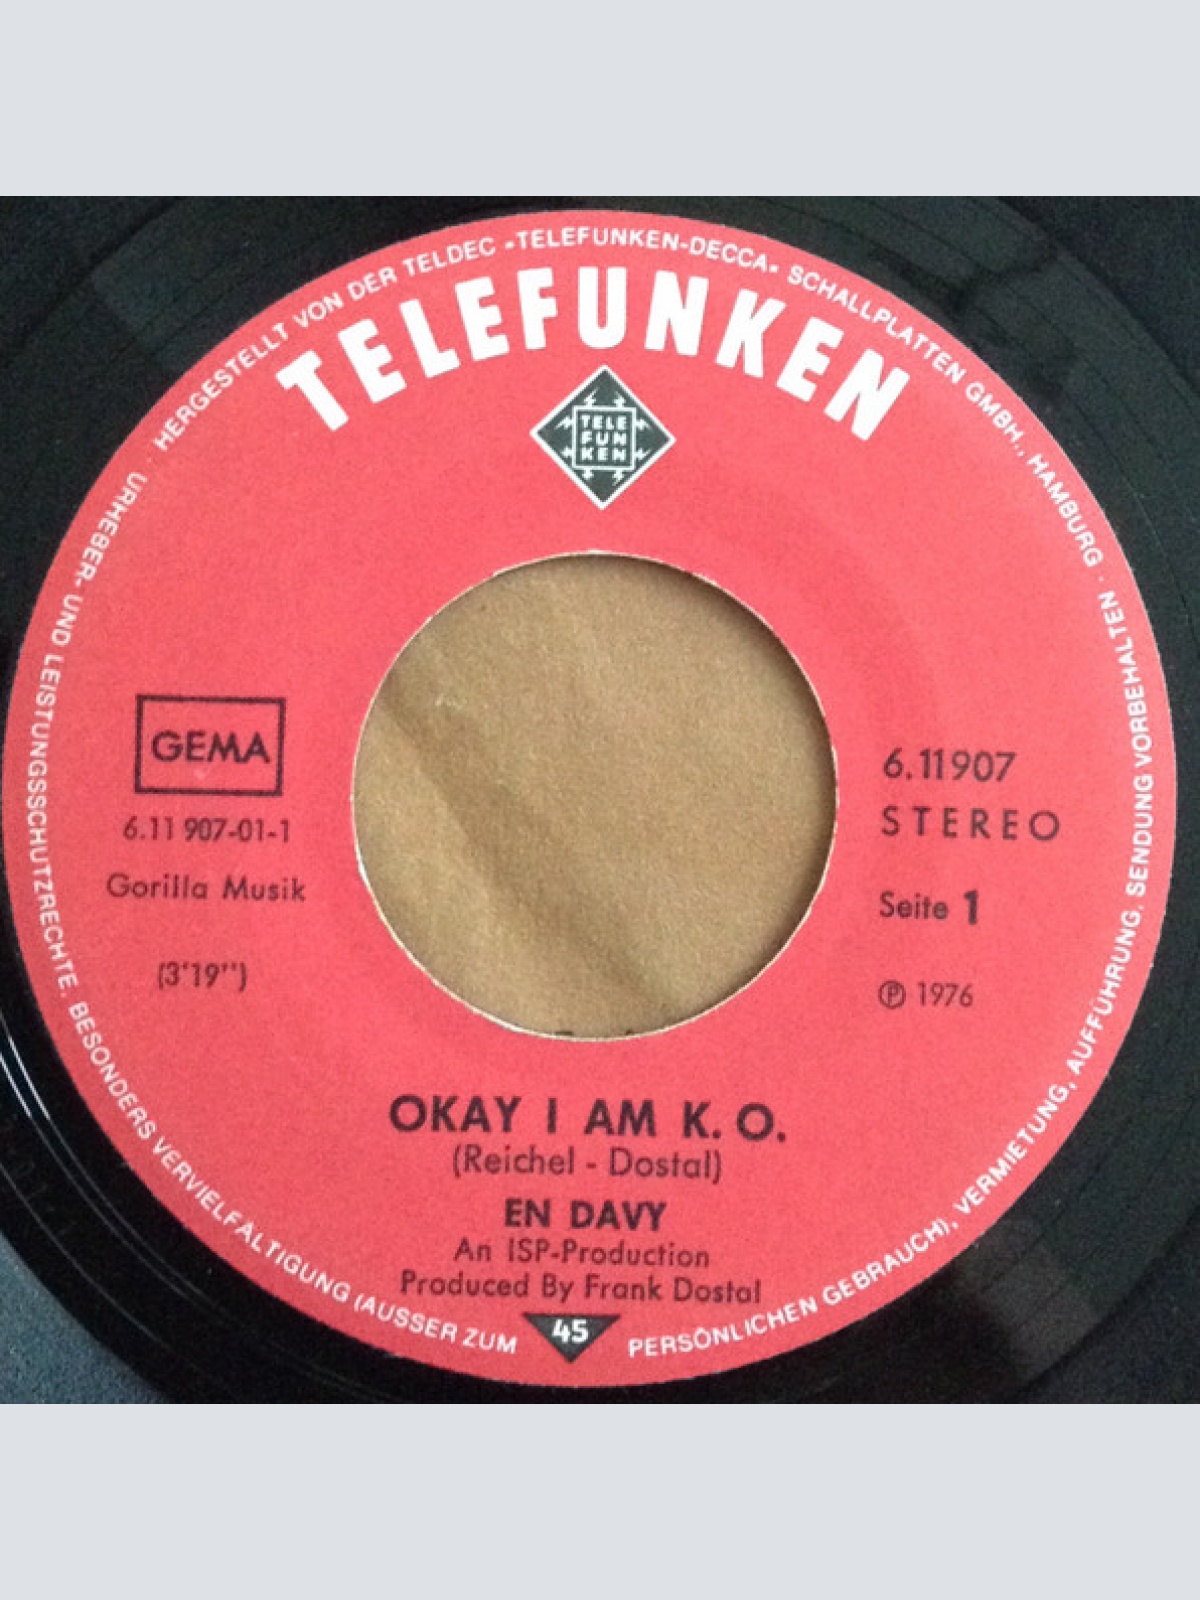 HERGESTELLT VON DER TELDEC »TELEFUNKEN-DECCA« SCHALLPLATTEN GMBH., HAMBURG · URHEBER- UND LEISTUNGSSCHUTZRECHTE, BESONDERS VERVIELFÄLTIGUNG (AUSSER ZUM PERSÖNLICHEN GEBRAUCH), VERMIETUNG, AUFFÜHRUNG, SENDUNG VORBEHALTEN ·
TELEFUNKEN
TELE
FUN
KEN
GEMA
6.11 907-01-1
Gorilla Musik
(3'19'')
6.11907
STEREO
Seite 1
Ⓟ 1976
OKAY I AM K. O.
(Reichel - Dostal)
EN DAVY
An ISP-Production
Produced By Frank Dostal
45